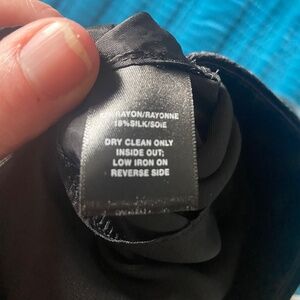 RAYON/RAYONNE
18%SILK/SOIE
DRY CLEAN ONLY
INSIDE OUT;
LOW IRON ON
REVERSE SIDE